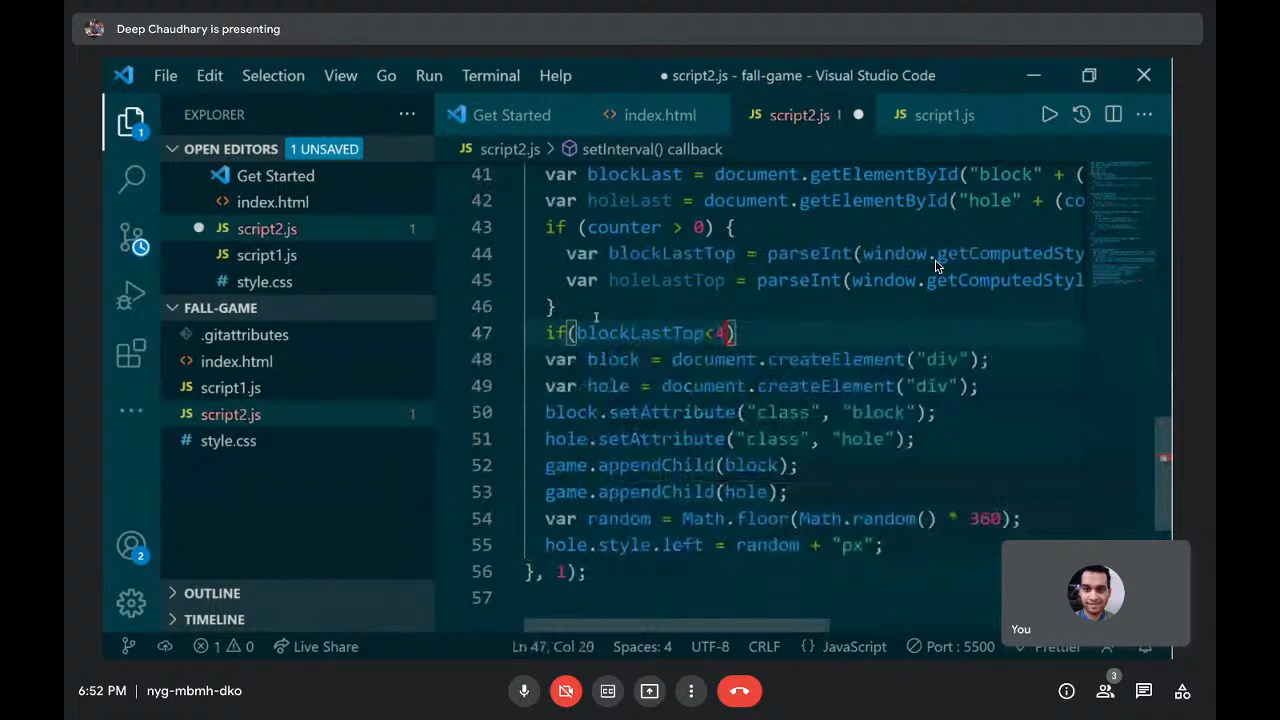 Deep Chaudhary is presenting
File Edit Selection View Go Run Terminal Help
● script2.js - fall-game - Visual Studio Code
EXPLORER
Get Started
<> index.html
JS script2.js 1
JS script1.js
OPEN EDITORS 1 UNSAVED
JS script2.js > setInterval() callback
Get Started
<> index.html
JS script2.js 1
JS script1.js
# style.css
FALL-GAME
.gitattributes
<> index.html
JS script1.js
JS script2.js 1
# style.css
OUTLINE
TIMELINE
1
2
41 var blockLast = document.getElementById("block" + (
42 var holeLast = document.getElementById("hole" + (co
43 if (counter > 0) {
44 var blockLastTop = parseInt(window.getComputedSty
45 var holeLastTop = parseInt(window.getComputedStyl
46 }
47 if(blockLastTop<4)
48 var block = document.createElement("div");
49 var hole = document.createElement("div");
50 block.setAttribute("class", "block");
51 hole.setAttribute("class", "hole");
52 game.appendChild(block);
53 game.appendChild(hole);
54 var random = Math.floor(Math.random() * 360);
55 hole.style.left = random + "px";
56 }, 1);
57
1 0 Live Share Ln 47, Col 20 Spaces: 4 UTF-8 CRLF {} JavaScript Port : 5500 Prettier
You
6:52 PM | nyg-mbmh-dko
3